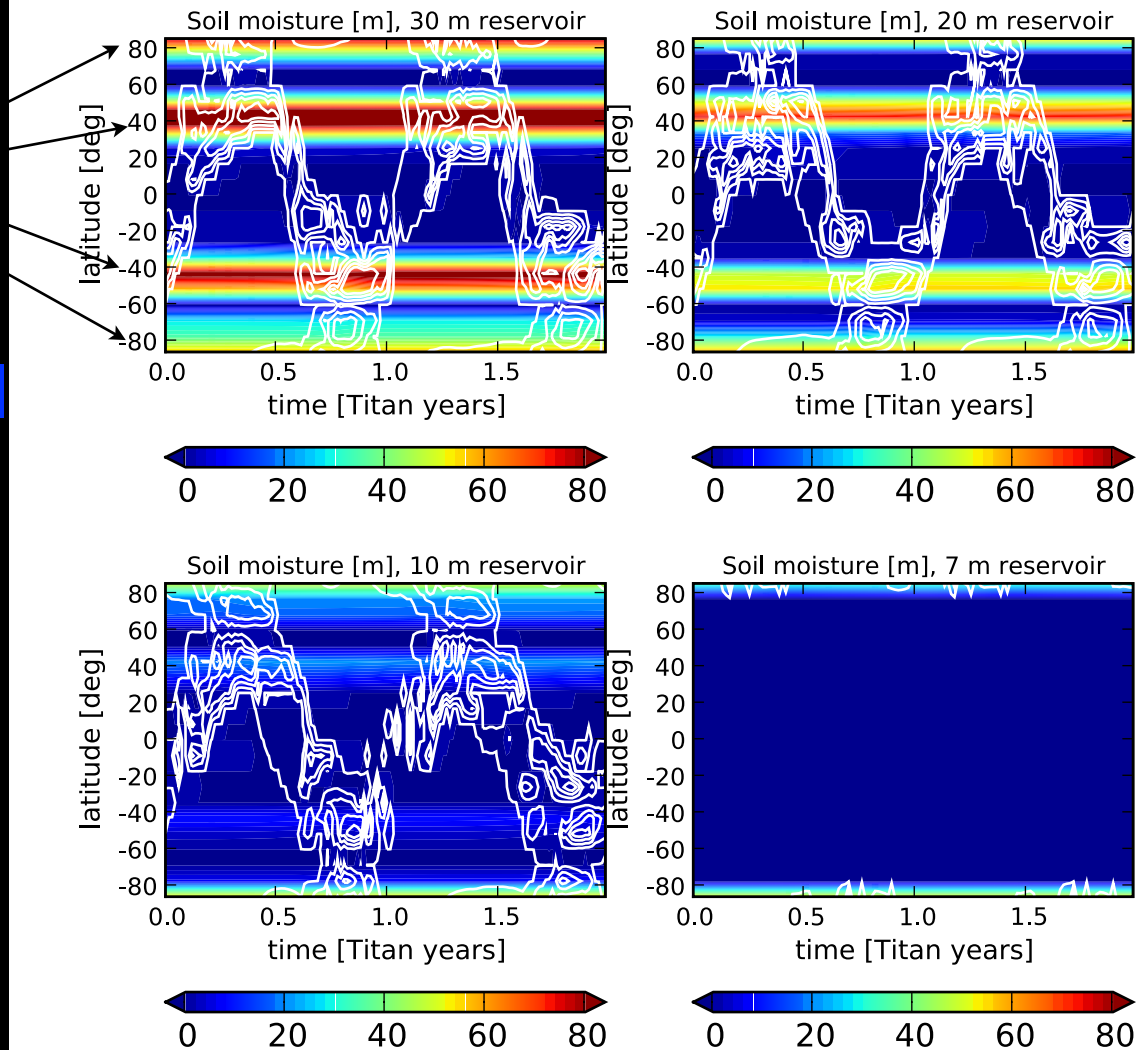 Soil moisture [m], 30 m reservoir
80
60
40
20
0
-20
-40
-60
-80
latitude [deg]
0.0 0.5 1.0 1.5
time [Titan years]
0 20 40 60 80
Soil moisture [m], 20 m reservoir
80
60
40
20
0
-20
-40
-60
-80
latitude [deg]
0.0 0.5 1.0 1.5
time [Titan years]
0 20 40 60 80
Soil moisture [m], 10 m reservoir
80
60
40
20
0
-20
-40
-60
-80
latitude [deg]
0.0 0.5 1.0 1.5
time [Titan years]
0 20 40 60 80
Soil moisture [m], 7 m reservoir
80
60
40
20
0
-20
-40
-60
-80
latitude [deg]
0.0 0.5 1.0 1.5
time [Titan years]
0 20 40 60 80